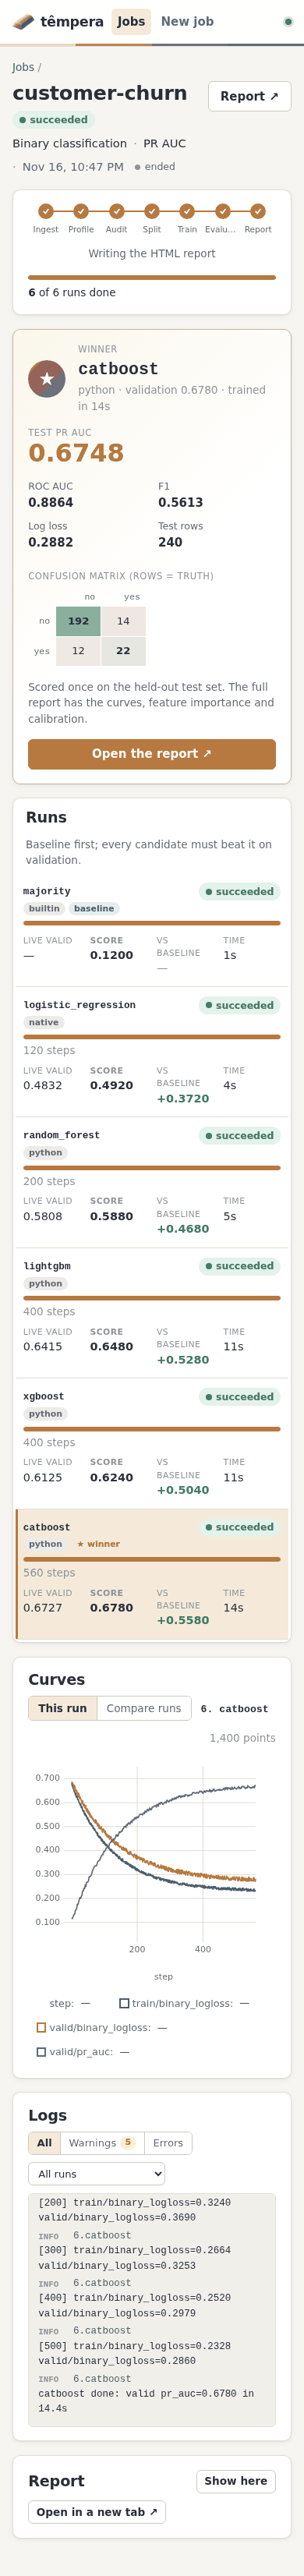 têmpera Jobs New job
Jobs /
customer-churn
Report ↗
succeeded
Binary classification · PR AUC
· Nov 16, 10:47 PM ended
Ingest Profile Audit Split Train Evalu... Report
Writing the HTML report
6 of 6 runs done
WINNER
catboost
python · validation 0.6780 · trained
in 14s
TEST PR AUC
0.6748
ROC AUC F1
0.8864 0.5613
Log loss Test rows
0.2882 240
CONFUSION MATRIX (ROWS = TRUTH)
no yes
no 192 14
yes 12 22
Scored once on the held-out test set. The full
report has the curves, feature importance and
calibration.
Open the report ↗
Runs
Baseline first; every candidate must beat it on
validation.
majority succeeded
builtin baseline
LIVE VALID SCORE VS BASELINE TIME
— 0.1200 — 1s
logistic_regression succeeded
native
120 steps
LIVE VALID SCORE VS BASELINE TIME
0.4832 0.4920 +0.3720 4s
random_forest succeeded
python
200 steps
LIVE VALID SCORE VS BASELINE TIME
0.5808 0.5880 +0.4680 5s
lightgbm succeeded
python
400 steps
LIVE VALID SCORE VS BASELINE TIME
0.6415 0.6480 +0.5280 11s
xgboost succeeded
python
400 steps
LIVE VALID SCORE VS BASELINE TIME
0.6125 0.6240 +0.5040 11s
catboost succeeded
python ★ winner
560 steps
LIVE VALID SCORE VS BASELINE TIME
0.6727 0.6780 +0.5580 14s
Curves
This run Compare runs 6. catboost
1,400 points
0.700
0.600
0.500
0.400
0.300
0.200
0.100
200 400
step
step: — train/binary_logloss: —
valid/binary_logloss: —
valid/pr_auc: —
Logs
All Warnings 5 Errors
All runs
[200] train/binary_logloss=0.3240
valid/binary_logloss=0.3690
INFO 6.catboost
[300] train/binary_logloss=0.2664
valid/binary_logloss=0.3253
INFO 6.catboost
[400] train/binary_logloss=0.2520
valid/binary_logloss=0.2979
INFO 6.catboost
[500] train/binary_logloss=0.2328
valid/binary_logloss=0.2860
INFO 6.catboost
catboost done: valid pr_auc=0.6780 in
14.4s
Report
Show here
Open in a new tab ↗